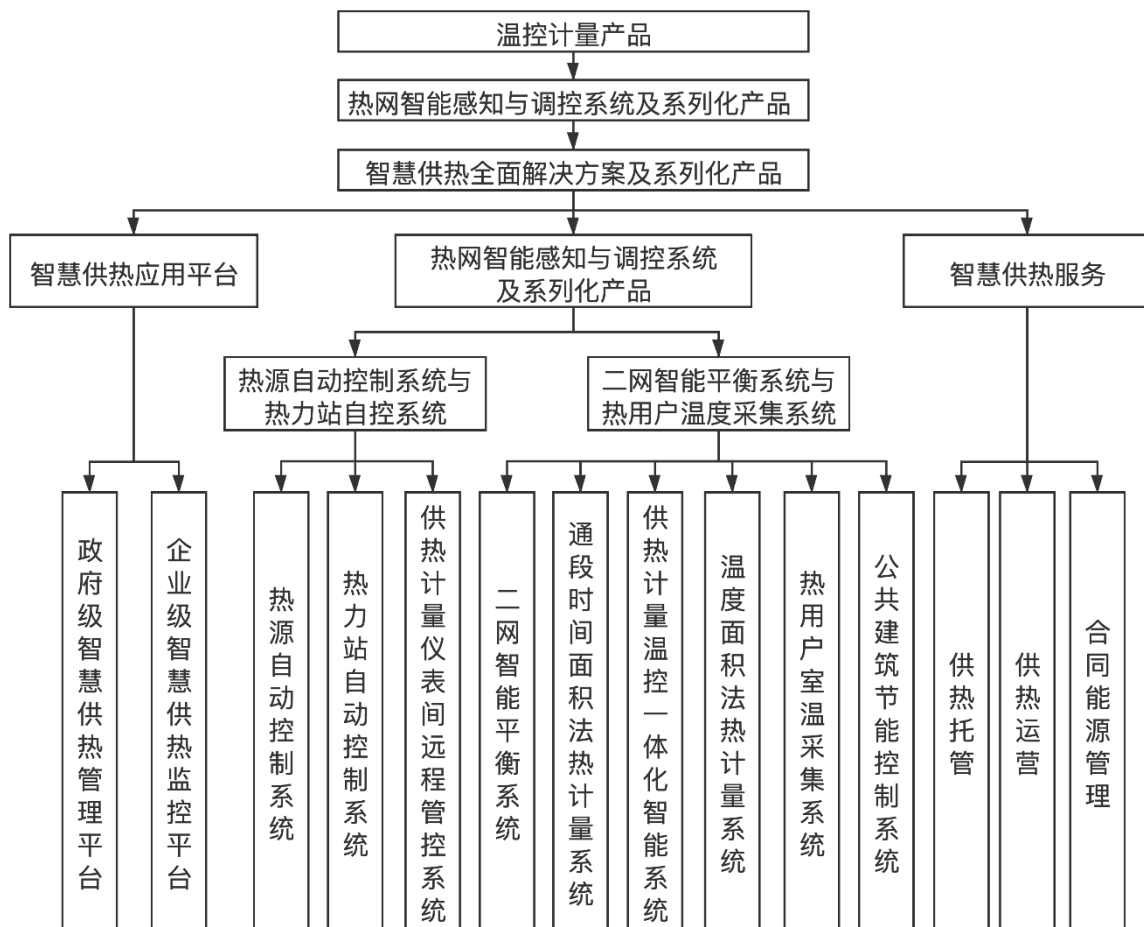 温控计量产品
热网智能感知与调控系统及系列化产品
智慧供热全面解决方案及系列化产品
智慧供热应用平台
热网智能感知与调控系统
及系列化产品
智慧供热服务
热源自动控制系统与
热力站自控系统
二网智能平衡系统与
热用户温度采集系统
政府级智慧供热管理平台
企业级智慧供热监控平台
热源自动控制系统
热力站自动控制系统
供热计量仪表间远程管控系统
二网智能平衡系统
通段时间面积法热计量系统
供热计量温控一体化智能系统
温度面积法热计量系统
热用户室温采集系统
公共建筑节能控制系统
供热托管
供热运营
合同能源管理